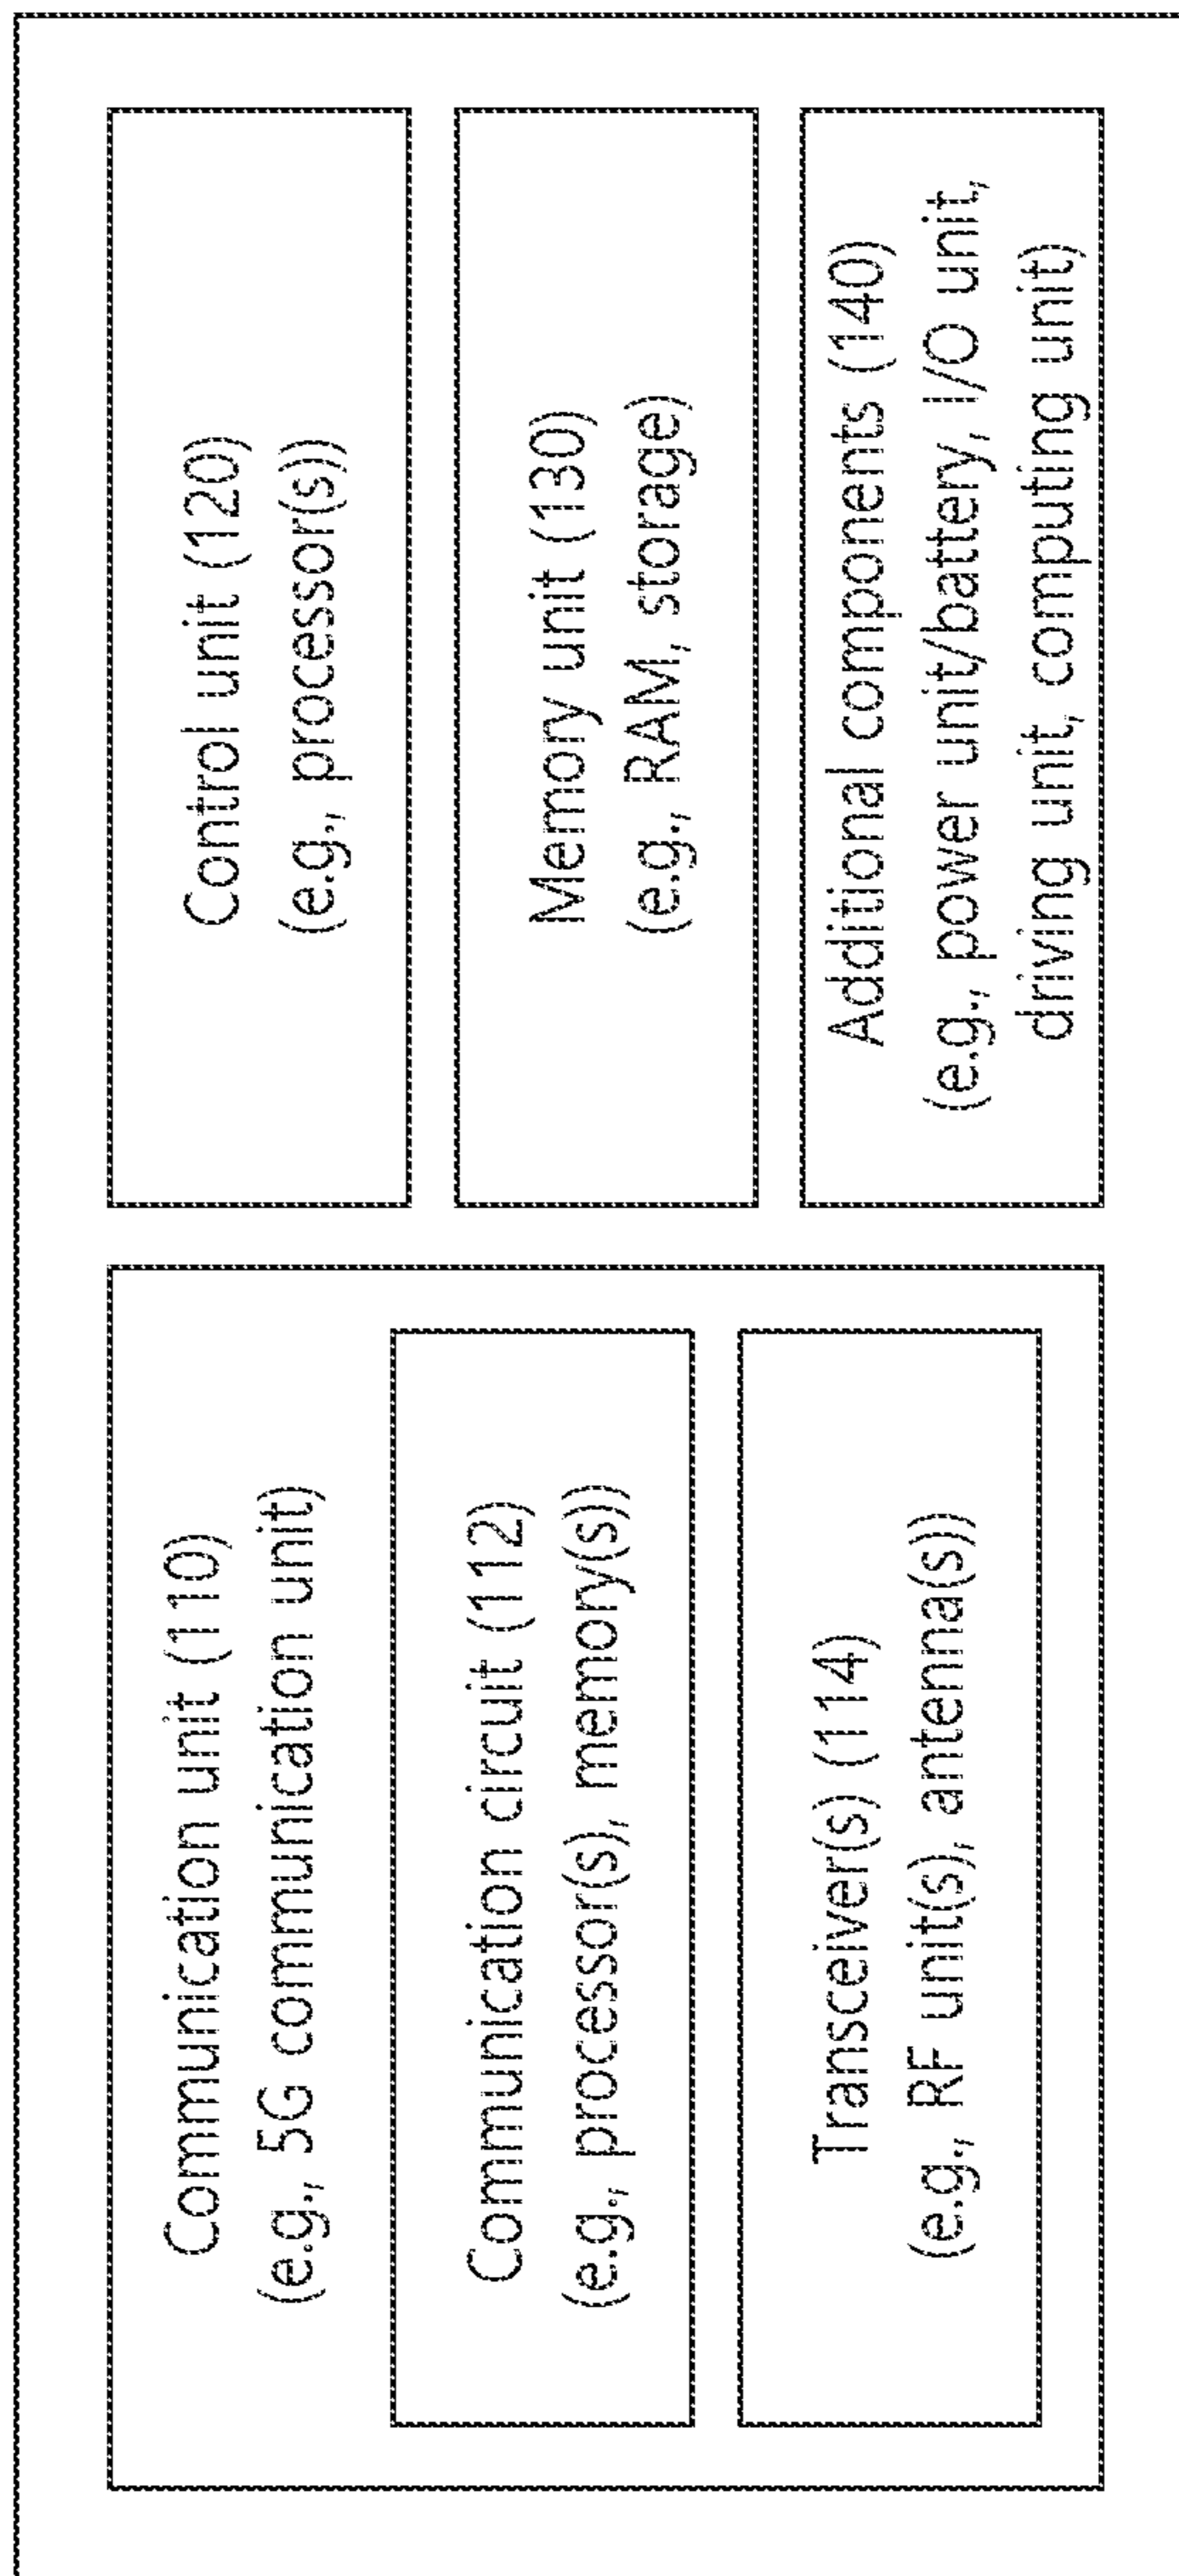 Communication unit (110)
(e.g., 5G communication unit)
Communication circuit (112)
(e.g., processor(s), memory(s))
Transceiver(s) (114)
(e.g., RF unit(s), antenna(s))
Control unit (120)
(e.g., processor(s))
Memory unit (130)
(e.g., RAM, storage)
Additional components (140)
(e.g., power unit/battery, I/O unit,
driving unit, computing unit)